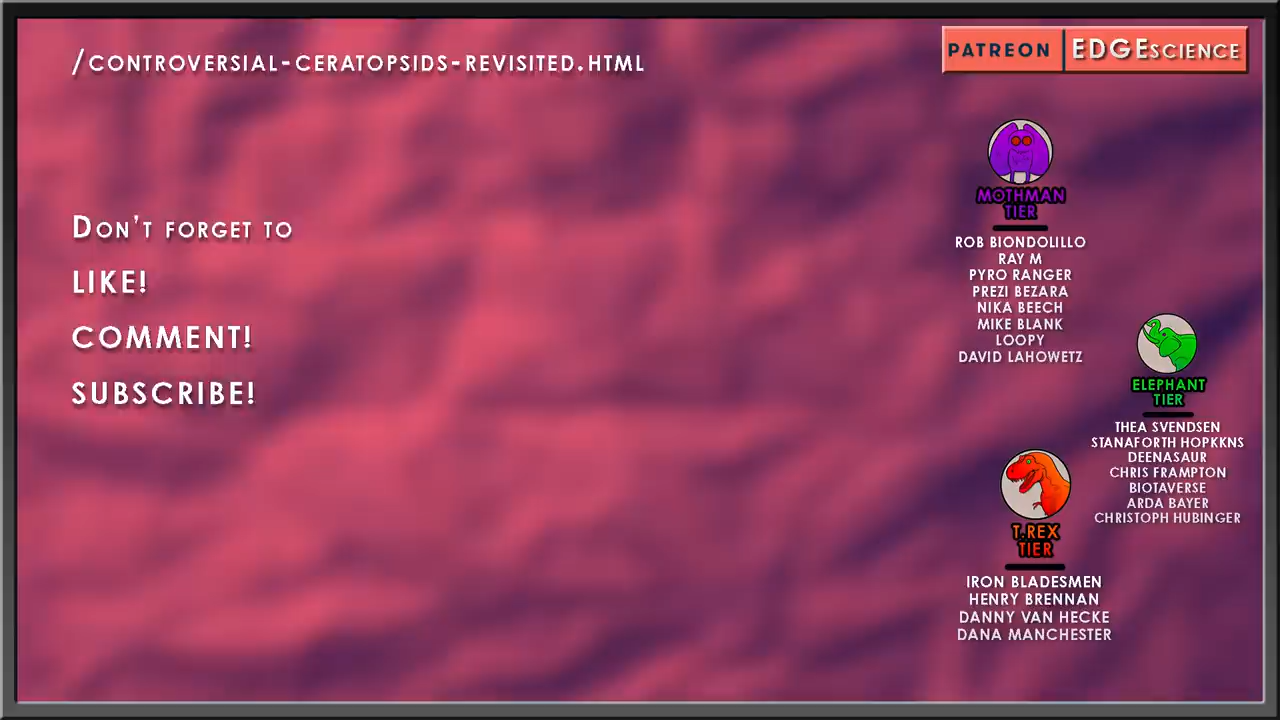 /CONTROVERSIAL-CERATOPSIDS-REVISITED.HTML
PATREON EDGESCIENCE
DON'T FORGET TO
LIKE!
COMMENT!
SUBSCRIBE!
MOTHMAN
TIER
ROB BIONDOLILLO
RAY M
PYRO RANGER
PREZI BEZARA
NIKA BEECH
MIKE BLANK
LOOPY
DAVID LAHOWETZ
ELEPHANT
TIER
THEA SVENDSEN
STANAFORTH HOPKKNS
DEENASAUR
CHRIS FRAMPTON
BIOTAVERSE
ARDA BAYER
CHRISTOPH HUBINGER
T.REX
TIER
IRON BLADESMEN
HENRY BRENNAN
DANNY VAN HECKE
DANA MANCHESTER